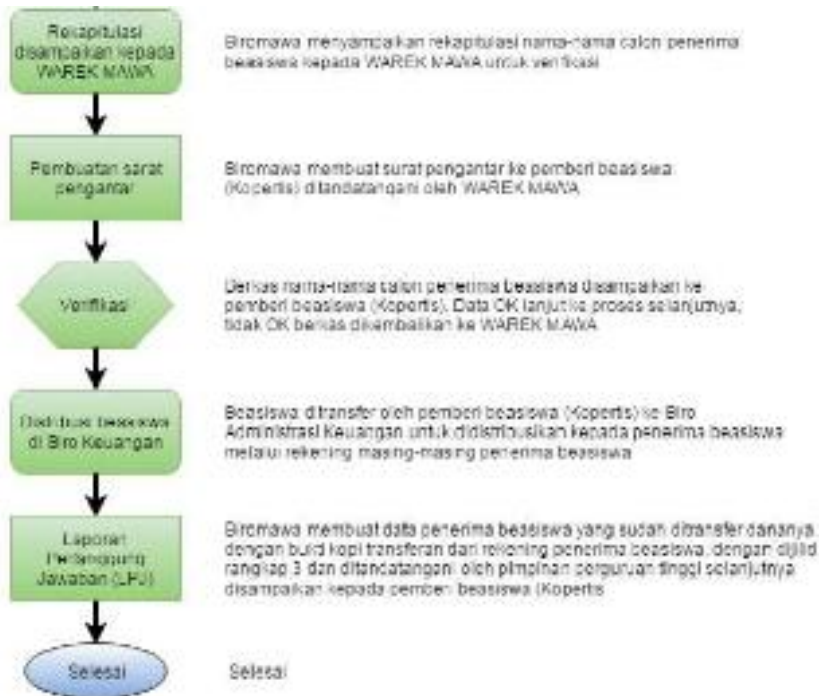 Rekapitulasi
disampaikan kepada
WAREK MAWA
Biromawa menyampaikan rekapitulasi nama-nama calon penerima
beasiswa kepada WAREK MAWA untuk verifikasi
Pembuatan sarat
pengantar
Biromawa membuat surat pengantar ke pemberi beasiswa
(Kopertis) ditandatangani oleh WAREK MAWA
Verifikasi
Berkas nama-nama calon penerima beasiswa disampaikan ke
pemberi beasiswa (Kopertis). Data OK lanjut ke proses selanjutnya,
tidak OK berkas dikembalikan ke WAREK MAWA
Distribusi beasiswa
di Biro Keuangan
Beasiswa ditransfer oleh pemberi beasiswa (Kopertis) ke Biro
Administrasi Keuangan untuk didistribusikan kepada penerima beasiswa
melalui rekening masing-masing penerima beasiswa
Laporan
Pertanggung
Jawaban (LPJ)
Biromawa membuat data penerima beasiswa yang sudah ditransfer dananya
dengan bukti kopi transferan dari rekening penerima beasiswa, dengan dijilid
rangkap 3 dan ditandatangani oleh pimpinan perguruan tinggi selanjutnya
disampaikan kepada pemberi beasiswa (Kopertis
Selesai
Selesai